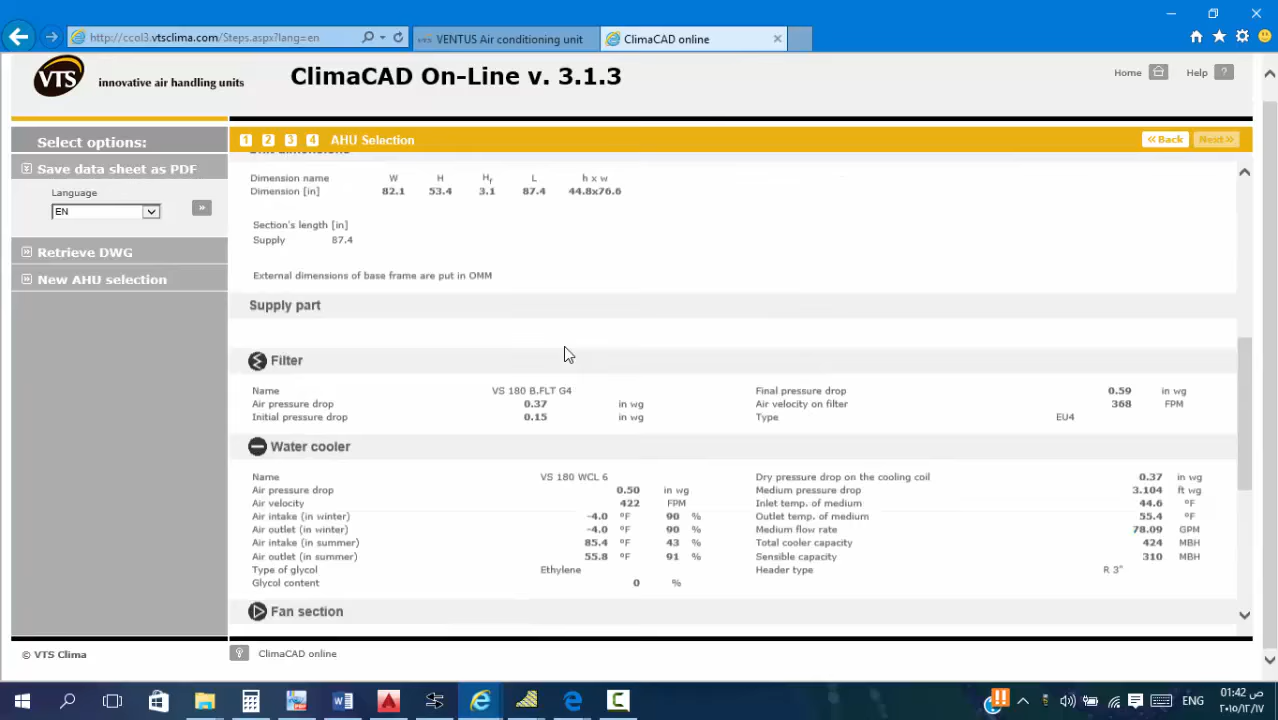 http://ccol3.vtsclima.com/Steps.aspx?lang=en
VENTUS Air conditioning unit
ClimaCAD online
VTS innovative air handling units
ClimaCAD On-Line v. 3.1.3
Home
Help ?
Select options:
1 2 3 4 AHU Selection
<<Back
Next>>
Save data sheet as PDF
Language
EN
Retrieve DWG
New AHU selection
Unit dimensions
Dimension name W H Hf L h x w
Dimension [in] 82.1 53.4 3.1 87.4 44.8x76.6
Section's length [in]
Supply 87.4
External dimensions of base frame are put in OMM
Supply part
Filter
Name VS 180 B.FLT G4 Final pressure drop 0.59 in wg
Air pressure drop 0.37 in wg Air velocity on filter 368 FPM
Initial pressure drop 0.15 in wg Type EU4
Water cooler
Name VS 180 WCL 6 Dry pressure drop on the cooling coil 0.37 in wg
Air pressure drop 0.50 in wg Medium pressure drop 3.104 ft wg
Air velocity 422 FPM Inlet temp. of medium 44.6 °F
Air intake (in winter) -4.0 °F 90 % Outlet temp. of medium 55.4 °F
Air outlet (in winter) -4.0 °F 90 % Medium flow rate 78.09 GPM
Air intake (in summer) 85.4 °F 43 % Total cooler capacity 424 MBH
Air outlet (in summer) 55.8 °F 91 % Sensible capacity 310 MBH
Type of glycol Ethylene Header type R 3"
Glycol content 0 %
Fan section
© VTS Clima
? ClimaCAD online
ENG
01:42 ص
٢٠١٥/١٢/١٧